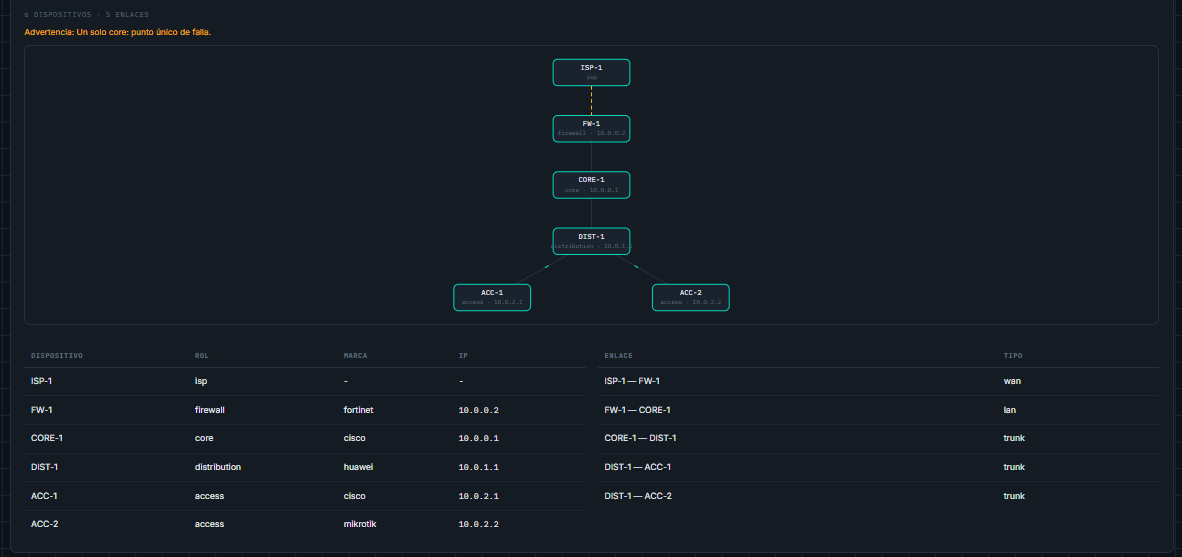 6 DISPOSITIVOS · 5 ENLACES
Advertencia: Un solo core: punto único de falla.
ISP-1
isp
FW-1
firewall · 10.0.0.2
CORE-1
core · 10.0.0.1
DIST-1
distribution · 10.0.1.1
ACC-1
access · 10.0.2.1
ACC-2
access · 10.0.2.2
DISPOSITIVO ROL MARCA IP
ISP-1 isp - -
FW-1 firewall fortinet 10.0.0.2
CORE-1 core cisco 10.0.0.1
DIST-1 distribution huawei 10.0.1.1
ACC-1 access cisco 10.0.2.1
ACC-2 access mikrotik 10.0.2.2
ENLACE TIPO
ISP-1 — FW-1 wan
FW-1 — CORE-1 lan
CORE-1 — DIST-1 trunk
DIST-1 — ACC-1 trunk
DIST-1 — ACC-2 trunk